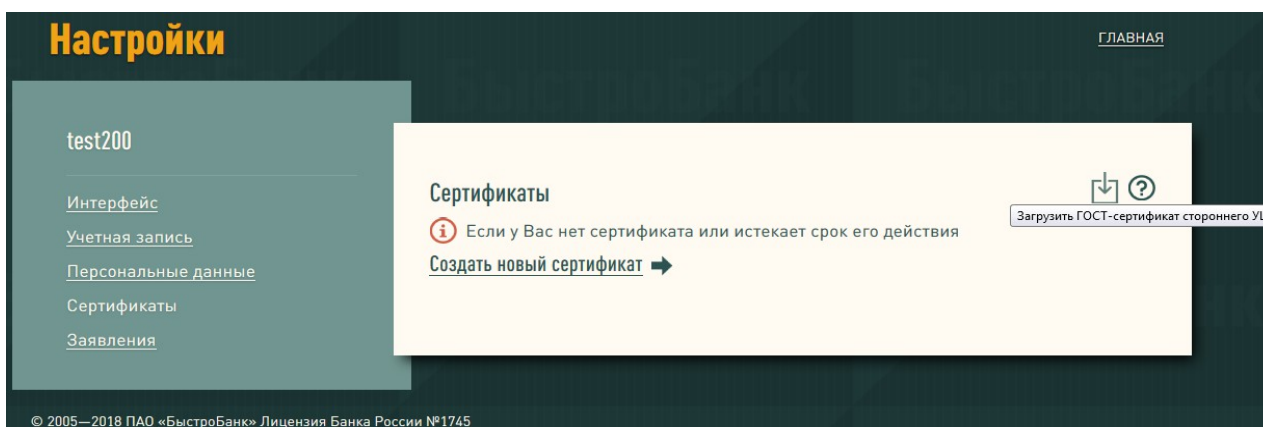 Настройки
ГЛАВНАЯ
test200
Интерфейс
Учетная запись
Персональные данные
Сертификаты
Заявления
Сертификаты
Загрузить ГОСТ-сертификат стороннего УЦ
Если у Вас нет сертификата или истекает срок его действия
Создать новый сертификат
© 2005—2018 ПАО «БыстроБанк» Лицензия Банка России №1745